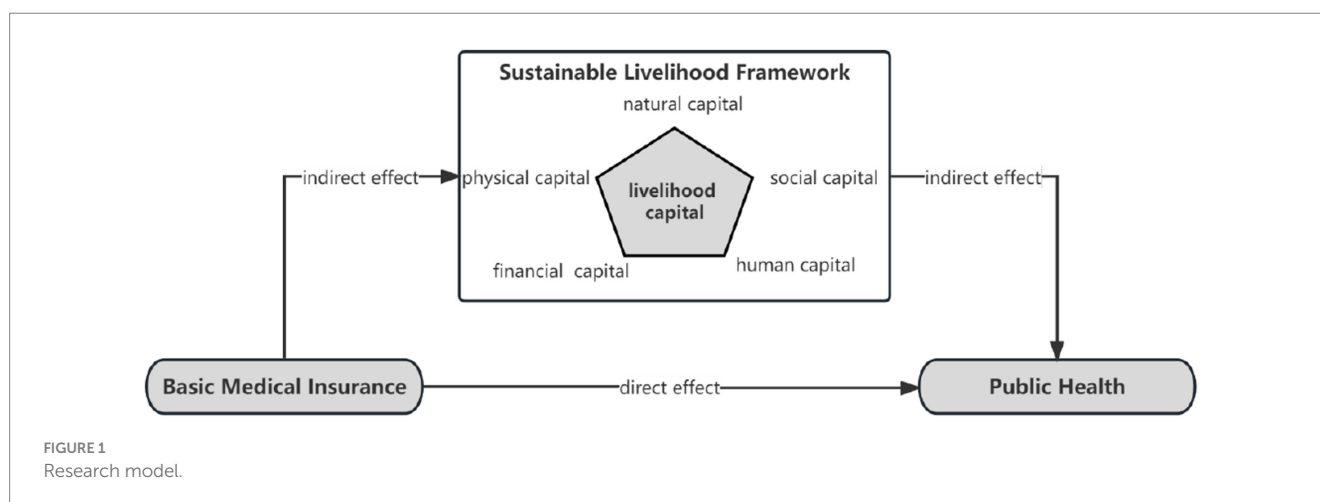 Sustainable Livelihood Framework
natural capital
indirect effect
physical capital
livelihood
capital
social capital
indirect effect
financial capital
human capital
Basic Medical Insurance
direct effect
Public Health
FIGURE 1
Research model.